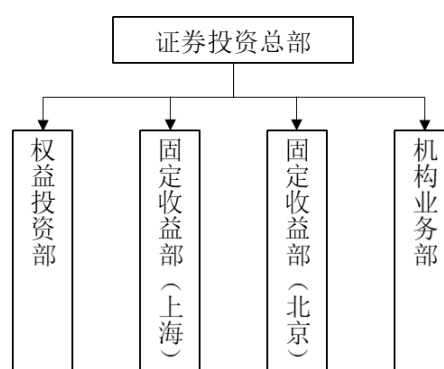 证券投资总部
权益投资部
固定收益部（上海）
固定收益部（北京）
机构业务部